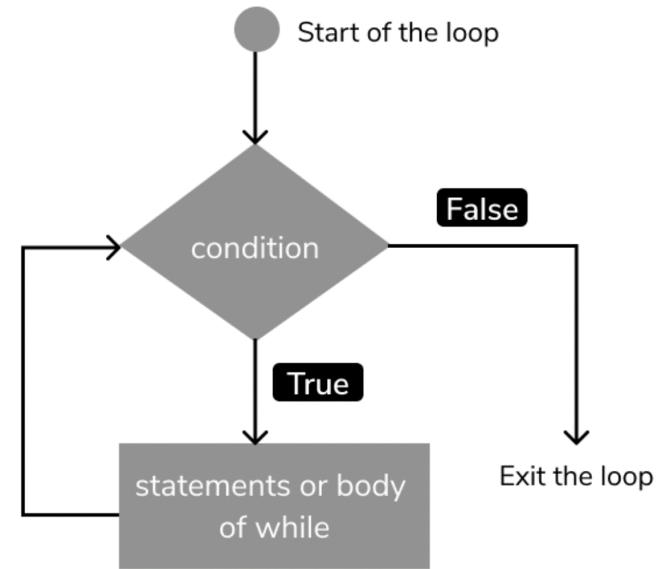 Start of the loop
False
condition
True
statements or body
of while
Exit the loop